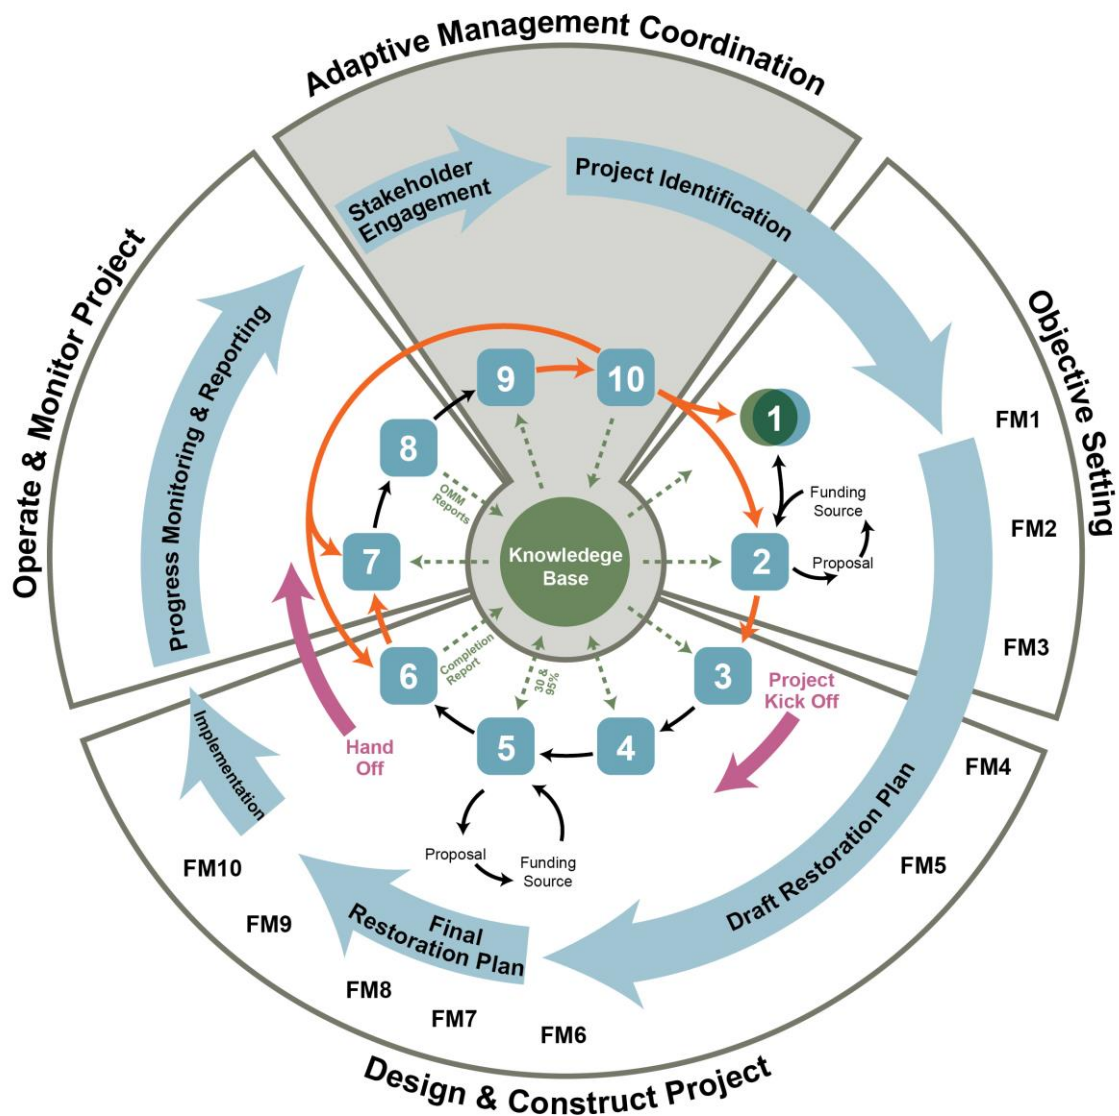 Adaptive Management Coordination
Stakeholder
Engagement
Project Identification
Operate & Monitor Project
Progress Monitoring & Reporting
Objective Setting
9
10
1
8
OMM
Reports
Funding
Source
FM1
FM2
FM3
7
Knowledege
Base
2
Proposal
6
Completion
Report
30 &
95%
3
Project
Kick Off
5
4
Hand
Off
Implementation
Proposal
Funding
Source
Draft Restoration Plan
Final
Restoration Plan
FM4
FM5
FM10
FM9
FM8
FM7
FM6
Design & Construct Project